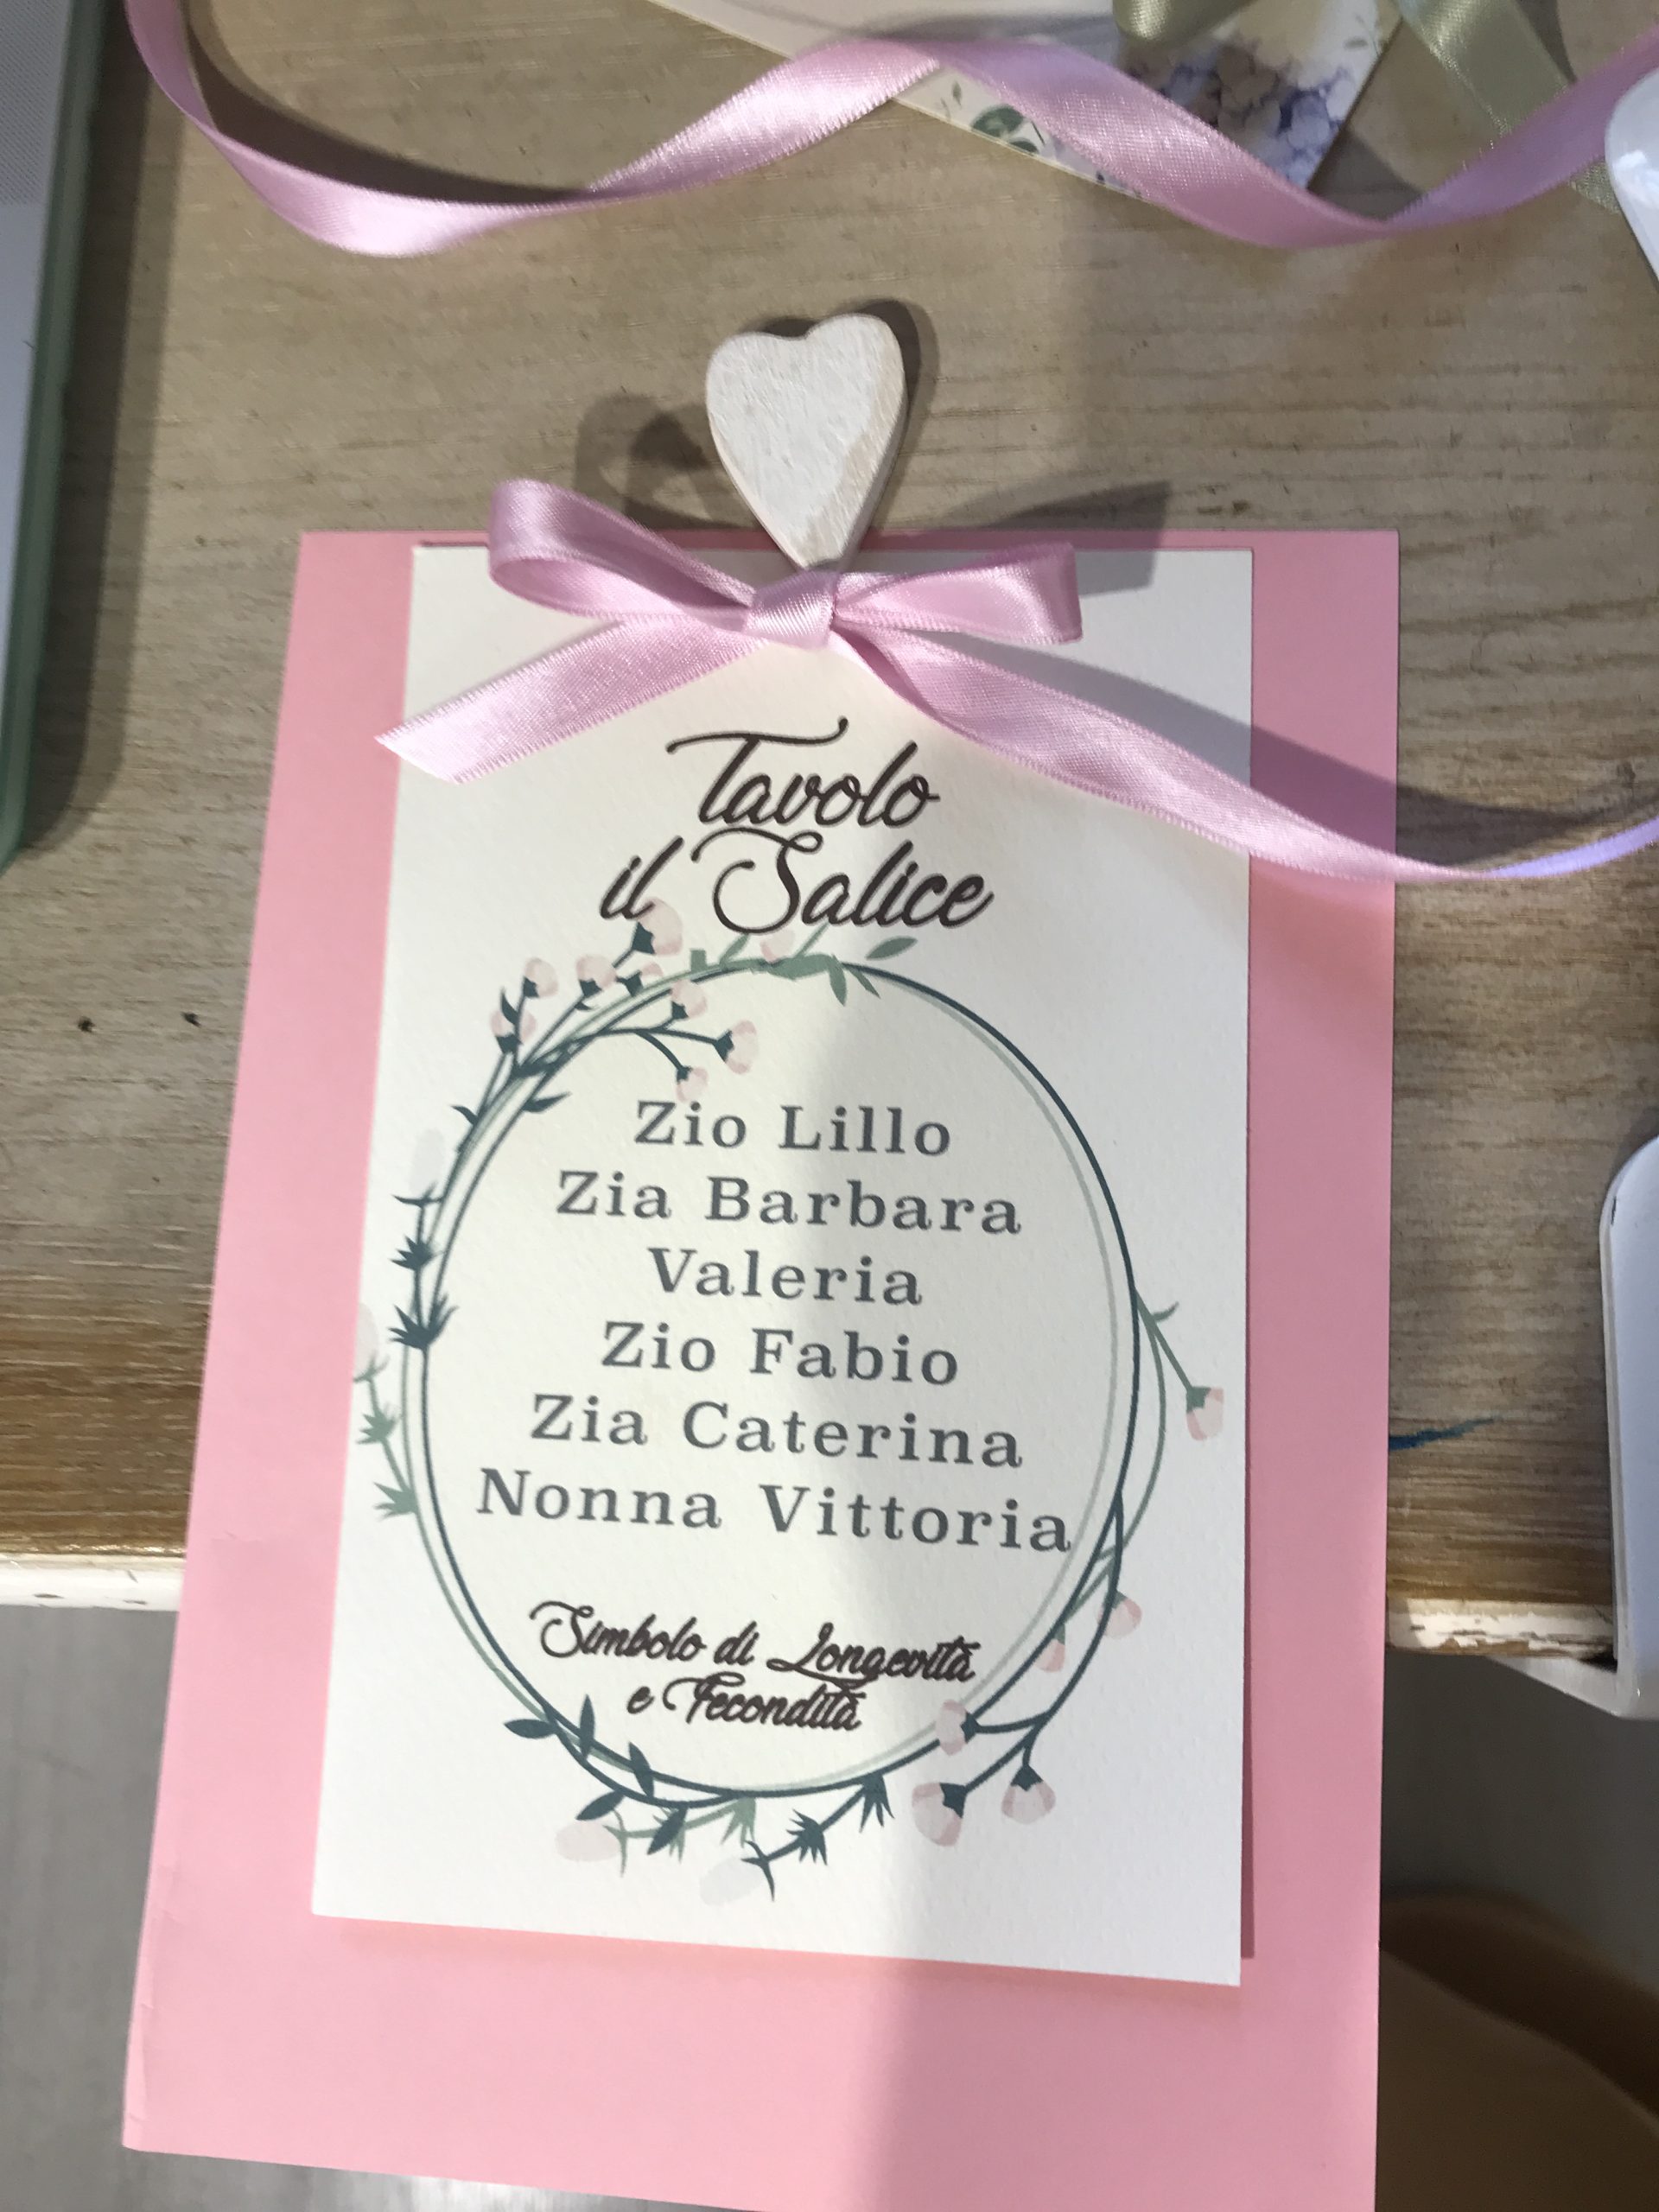 Tavolo
il Salice
Zio Lillo
Zia Barbara
Valeria
Zio Fabio
Zia Caterina
Nonna Vittoria
Simbolo di Longevità
e Fecondità